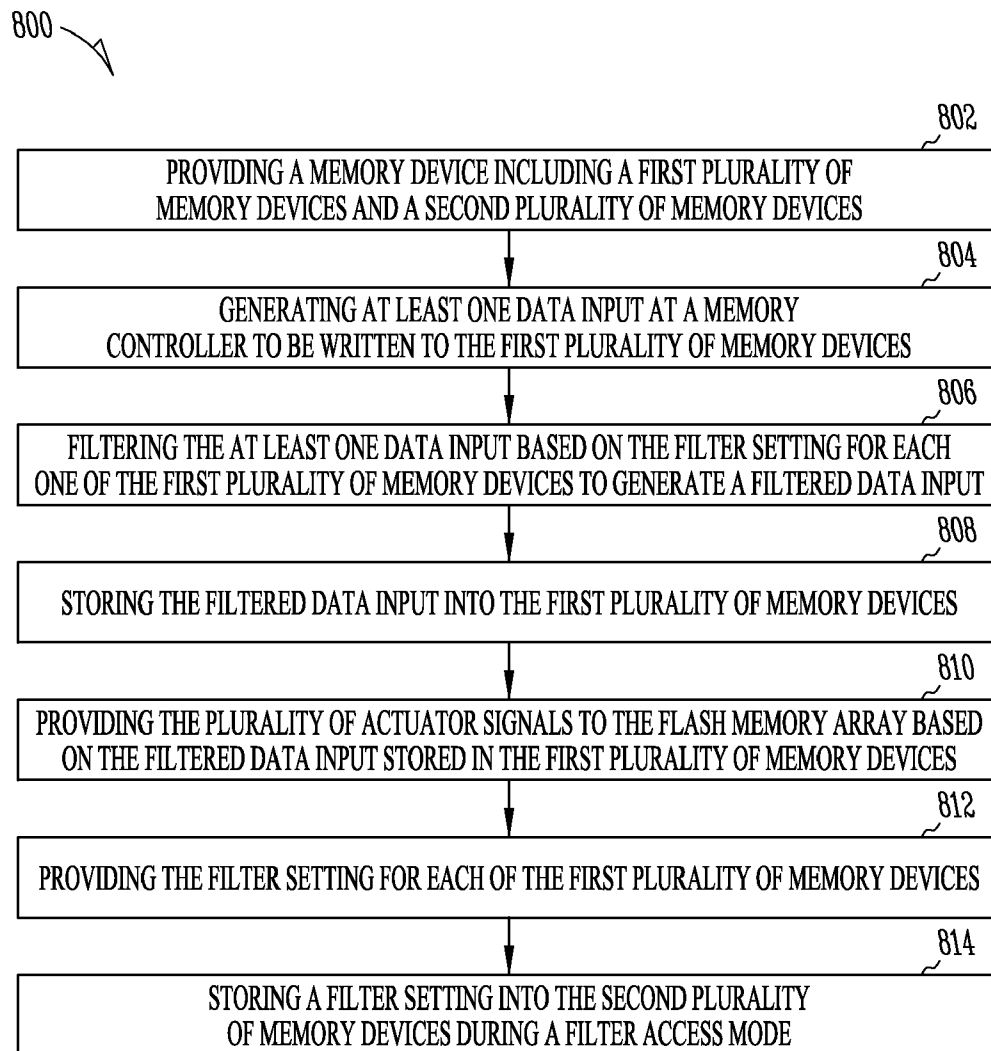 800
802
PROVIDING A MEMORY DEVICE INCLUDING A FIRST PLURALITY OF
MEMORY DEVICES AND A SECOND PLURALITY OF MEMORY DEVICES
804
GENERATING AT LEAST ONE DATA INPUT AT A MEMORY
CONTROLLER TO BE WRITTEN TO THE FIRST PLURALITY OF MEMORY DEVICES
806
FILTERING THE AT LEAST ONE DATA INPUT BASED ON THE FILTER SETTING FOR EACH
ONE OF THE FIRST PLURALITY OF MEMORY DEVICES TO GENERATE A FILTERED DATA INPUT
808
STORING THE FILTERED DATA INPUT INTO THE FIRST PLURALITY OF MEMORY DEVICES
810
PROVIDING THE PLURALITY OF ACTUATOR SIGNALS TO THE FLASH MEMORY ARRAY BASED
ON THE FILTERED DATA INPUT STORED IN THE FIRST PLURALITY OF MEMORY DEVICES
812
PROVIDING THE FILTER SETTING FOR EACH OF THE FIRST PLURALITY OF MEMORY DEVICES
814
STORING A FILTER SETTING INTO THE SECOND PLURALITY
OF MEMORY DEVICES DURING A FILTER ACCESS MODE